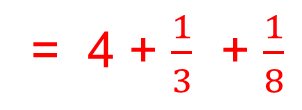 = 4 + 1/3 + 1/8